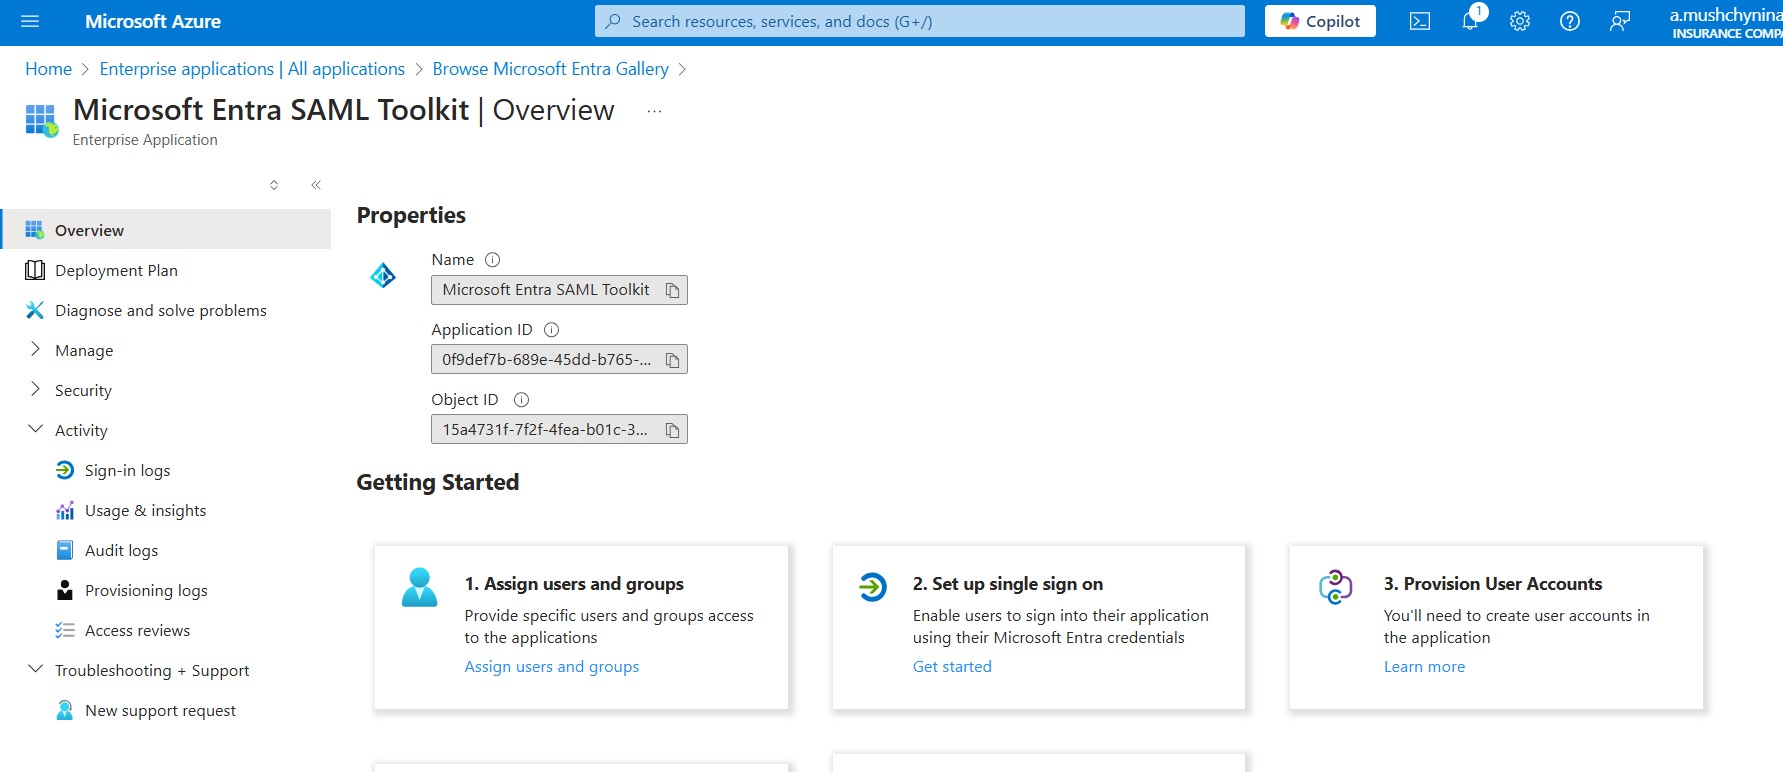 Microsoft Azure
Search resources, services, and docs (G+/)
Copilot
1
a.mushchynina
INSURANCE COMPA
Home > Enterprise applications | All applications > Browse Microsoft Entra Gallery >
Microsoft Entra SAML Toolkit | Overview ...
Enterprise Application
Overview
Deployment Plan
Diagnose and solve problems
Manage
Security
Activity
Sign-in logs
Usage & insights
Audit logs
Provisioning logs
Access reviews
Troubleshooting + Support
New support request
Properties
Name
Microsoft Entra SAML Toolkit
Application ID
0f9def7b-689e-45dd-b765-...
Object ID
15a4731f-7f2f-4fea-b01c-3...
Getting Started
1. Assign users and groups
Provide specific users and groups access
to the applications
Assign users and groups
2. Set up single sign on
Enable users to sign into their application
using their Microsoft Entra credentials
Get started
3. Provision User Accounts
You'll need to create user accounts in
the application
Learn more